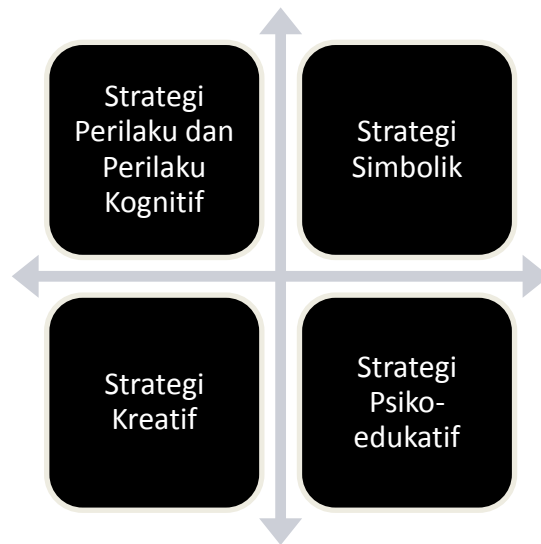 Strategi
Perilaku dan
Perilaku
Kognitif
Strategi
Simbolik
Strategi
Kreatif
Strategi
Psiko-
edukatif